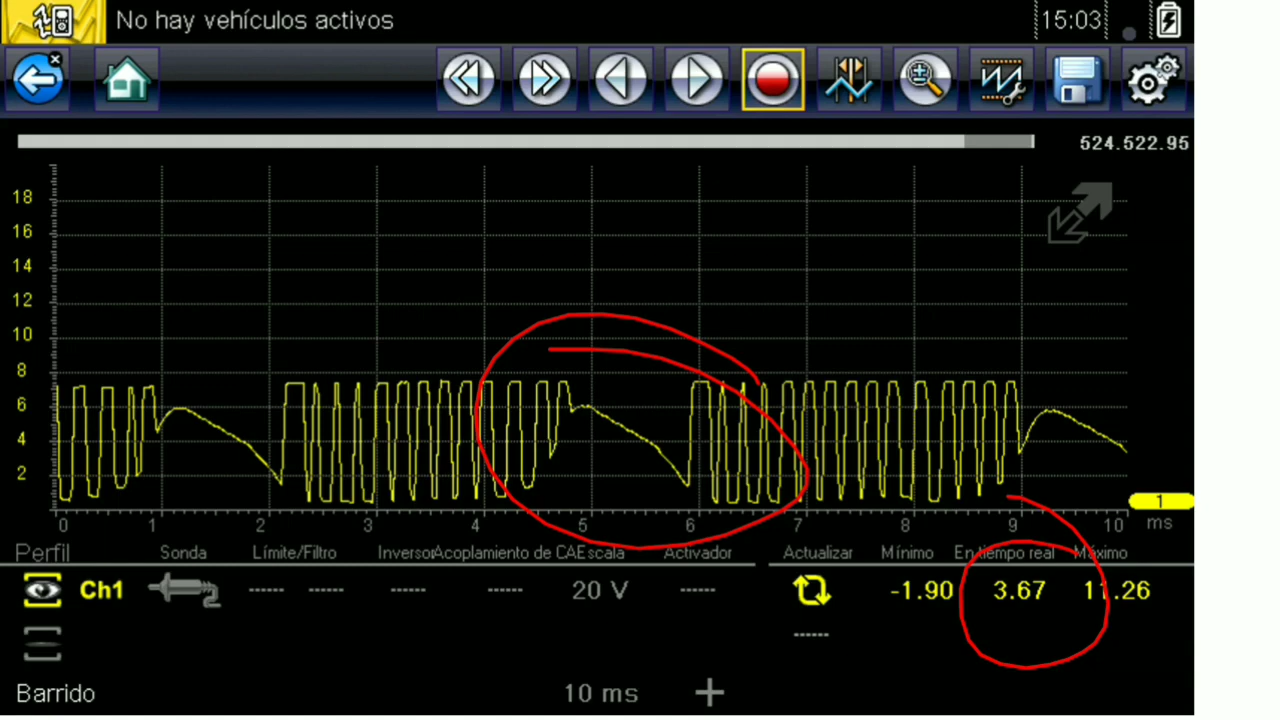 No hay vehículos activos
15:03
524.522.95
18
16
14
12
10
8
6
4
2
0 1 2 3 4 5 6 7 8 9 10
ms
1
Perfil Sonda Límite/Filtro Inversor Acoplamiento de CA Escala Activador Actualizar Mínimo En tiempo real Máximo
Ch1 ----- ----- ----- ----- 20 V ----- -1.90 3.67 11.26
-----
Barrido 10 ms +